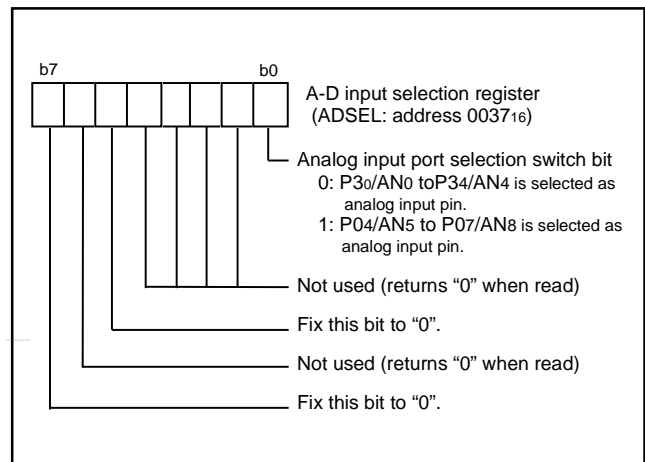 b7 b0
A-D input selection register
(ADSEL: address 003716)
Analog input port selection switch bit
0: P30/AN0 toP34/AN4 is selected as
analog input pin.
1: P04/AN5 to P07/AN8 is selected as
analog input pin.
Not used (returns “0” when read)
Fix this bit to “0”.
Not used (returns “0” when read)
Fix this bit to “0”.